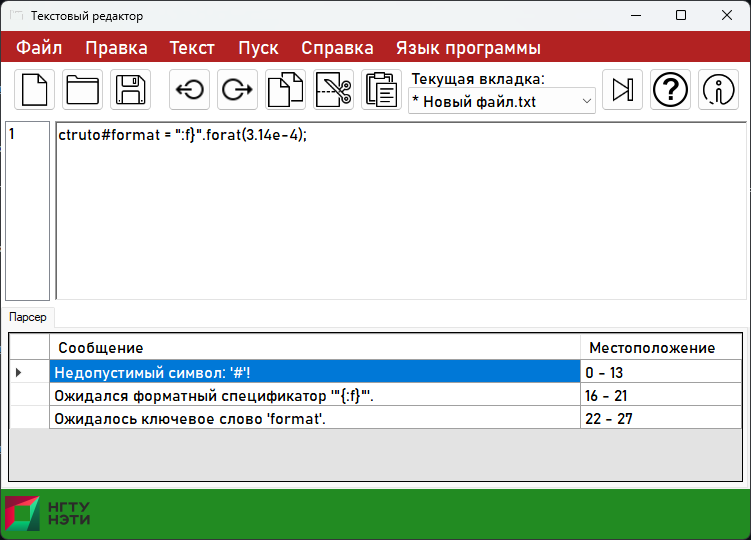 Текстовый редактор
Файл Правка Текст Пуск Справка Язык программы
Текущая вкладка:
* Новый файл.txt
1
ctruto#format = ":f}".forat(3.14e-4);
Парсер
Сообщение Местоположение
Недопустимый символ: '#'! 0 - 13
Ожидался форматный спецификатор '"{:f}"'. 16 - 21
Ожидалось ключевое слово 'format'. 22 - 27
НГТУ
НЭТИ